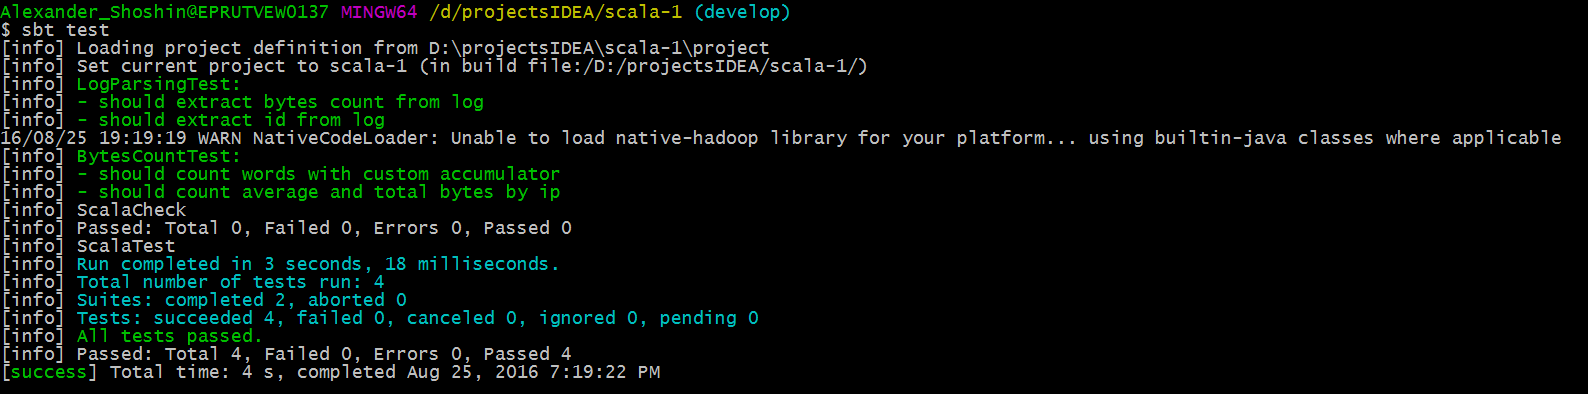 Alexander_Shoshin@EPRUTVEW0137 MINGW64 /d/projectsIDEA/scala-1 (develop)
$ sbt test
[info] Loading project definition from D:\projectsIDEA\scala-1\project
[info] Set current project to scala-1 (in build file:/D:/projectsIDEA/scala-1/)
[info] LogParsingTest:
[info] - should extract bytes count from log
[info] - should extract id from log
16/08/25 19:19:19 WARN NativeCodeLoader: Unable to load native-hadoop library for your platform... using builtin-java classes where applicable
[info] BytesCountTest:
[info] - should count words with custom accumulator
[info] - should count average and total bytes by ip
[info] ScalaCheck
[info] Passed: Total 0, Failed 0, Errors 0, Passed 0
[info] ScalaTest
[info] Run completed in 3 seconds, 18 milliseconds.
[info] Total number of tests run: 4
[info] Suites: completed 2, aborted 0
[info] Tests: succeeded 4, failed 0, canceled 0, ignored 0, pending 0
[info] All tests passed.
[info] Passed: Total 4, Failed 0, Errors 0, Passed 4
[success] Total time: 4 s, completed Aug 25, 2016 7:19:22 PM